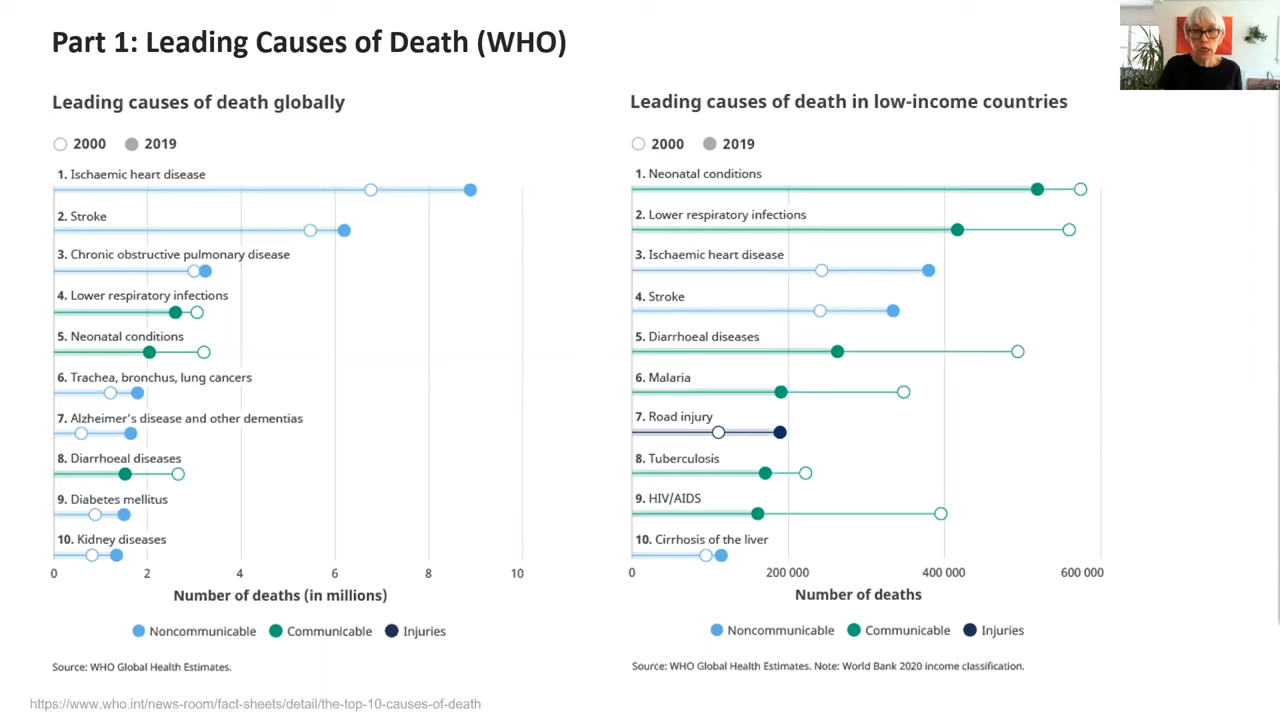 Part 1: Leading Causes of Death (WHO)
Leading causes of death globally
2000 2019
1. Ischaemic heart disease
2. Stroke
3. Chronic obstructive pulmonary disease
4. Lower respiratory infections
5. Neonatal conditions
6. Trachea, bronchus, lung cancers
7. Alzheimer's disease and other dementias
8. Diarrhoeal diseases
9. Diabetes mellitus
10. Kidney diseases
0 2 4 6 8 10
Number of deaths (in millions)
Noncommunicable Communicable Injuries
Source: WHO Global Health Estimates.
Leading causes of death in low-income countries
2000 2019
1. Neonatal conditions
2. Lower respiratory infections
3. Ischaemic heart disease
4. Stroke
5. Diarrhoeal diseases
6. Malaria
7. Road injury
8. Tuberculosis
9. HIV/AIDS
10. Cirrhosis of the liver
0 200 000 400 000 600 000
Number of deaths
Noncommunicable Communicable Injuries
Source: WHO Global Health Estimates. Note: World Bank 2020 income classification.
https://www.who.int/news-room/fact-sheets/detail/the-top-10-causes-of-death